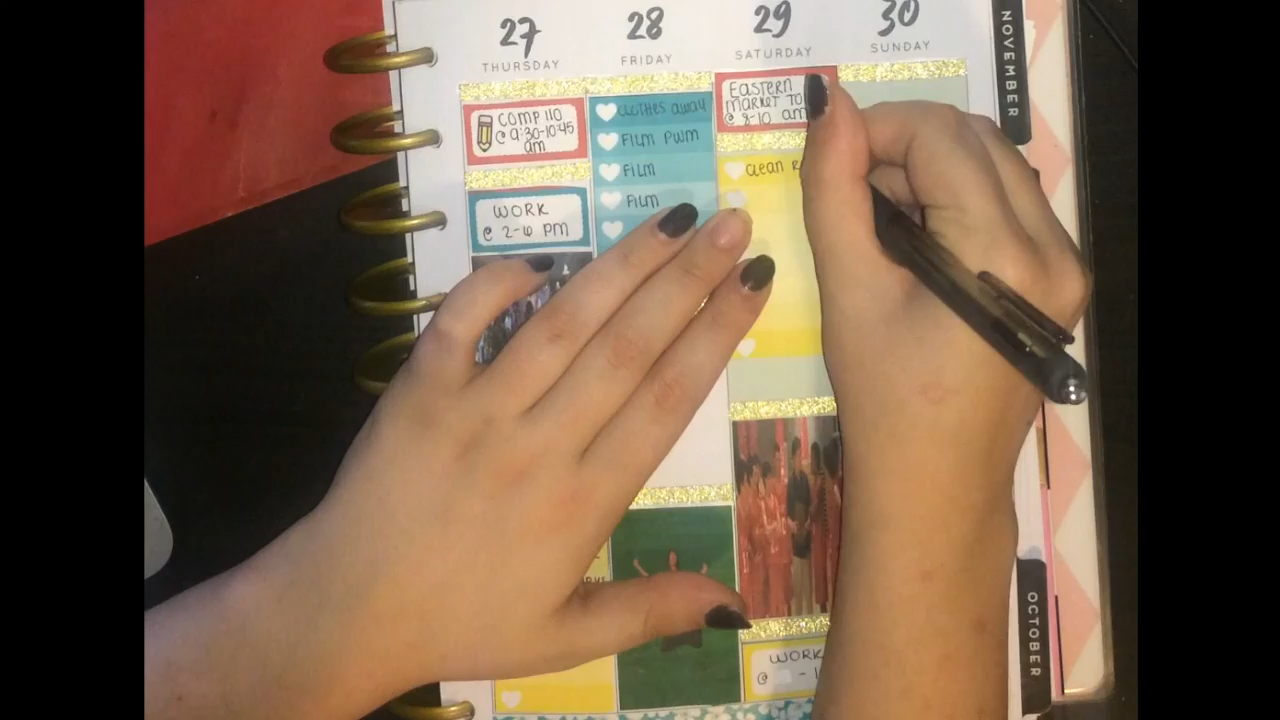 27
THURSDAY
28
FRIDAY
29
SATURDAY
30
SUNDAY
NOVEMBER
OCTOBER
COMP 110
@ 9:30-10:45
am
WORK
@ 2-6 PM
CLOTHES AWAY
FILM PWM
FILM
FILM
EASTERN
MARKET TO
@ 8-10 am
CLEAN
WORK
@ -